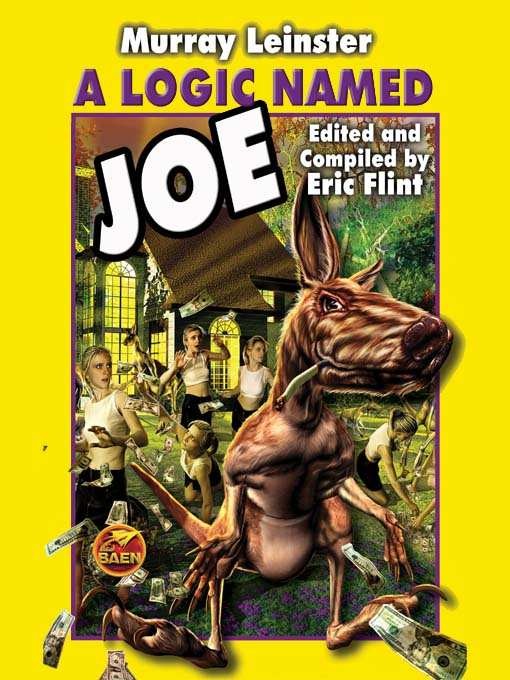 Murray Leinster
A LOGIC NAMED
JOE
Edited and
Compiled by
Eric Flint
BAEN